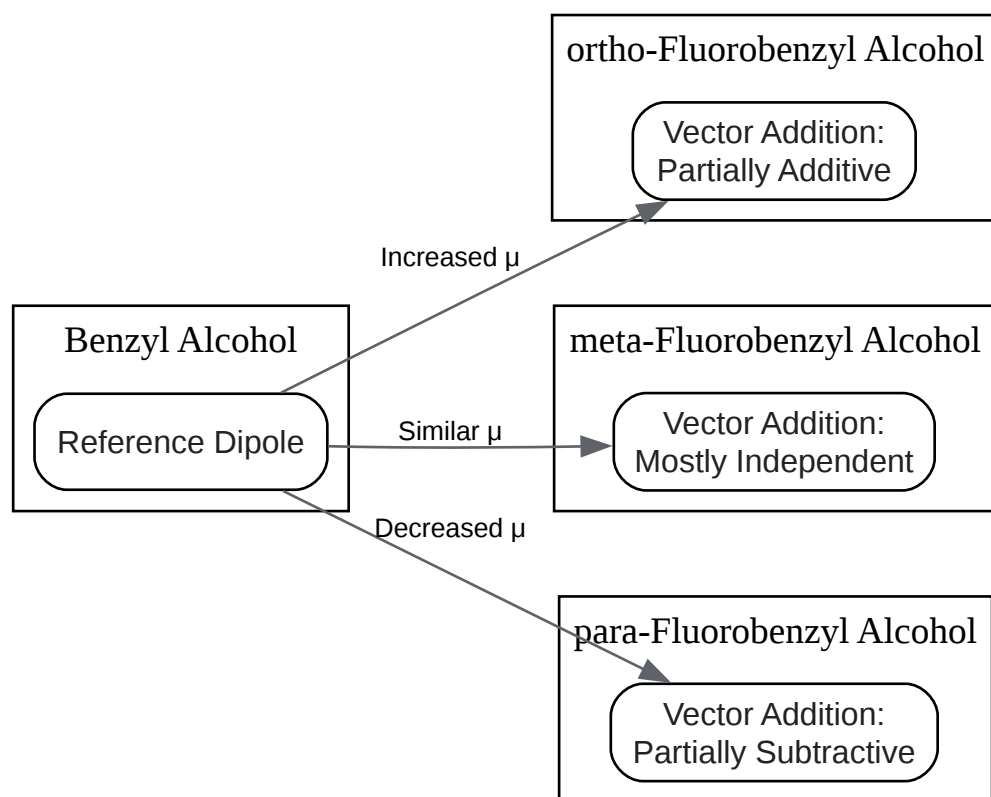 ortho-Fluorobenzyl Alcohol
Vector Addition:
Partially Additive
Increased μ
Benzyl Alcohol
Reference Dipole
Similar μ
meta-Fluorobenzyl Alcohol
Vector Addition:
Mostly Independent
Decreased μ
para-Fluorobenzyl Alcohol
Vector Addition:
Partially Subtractive